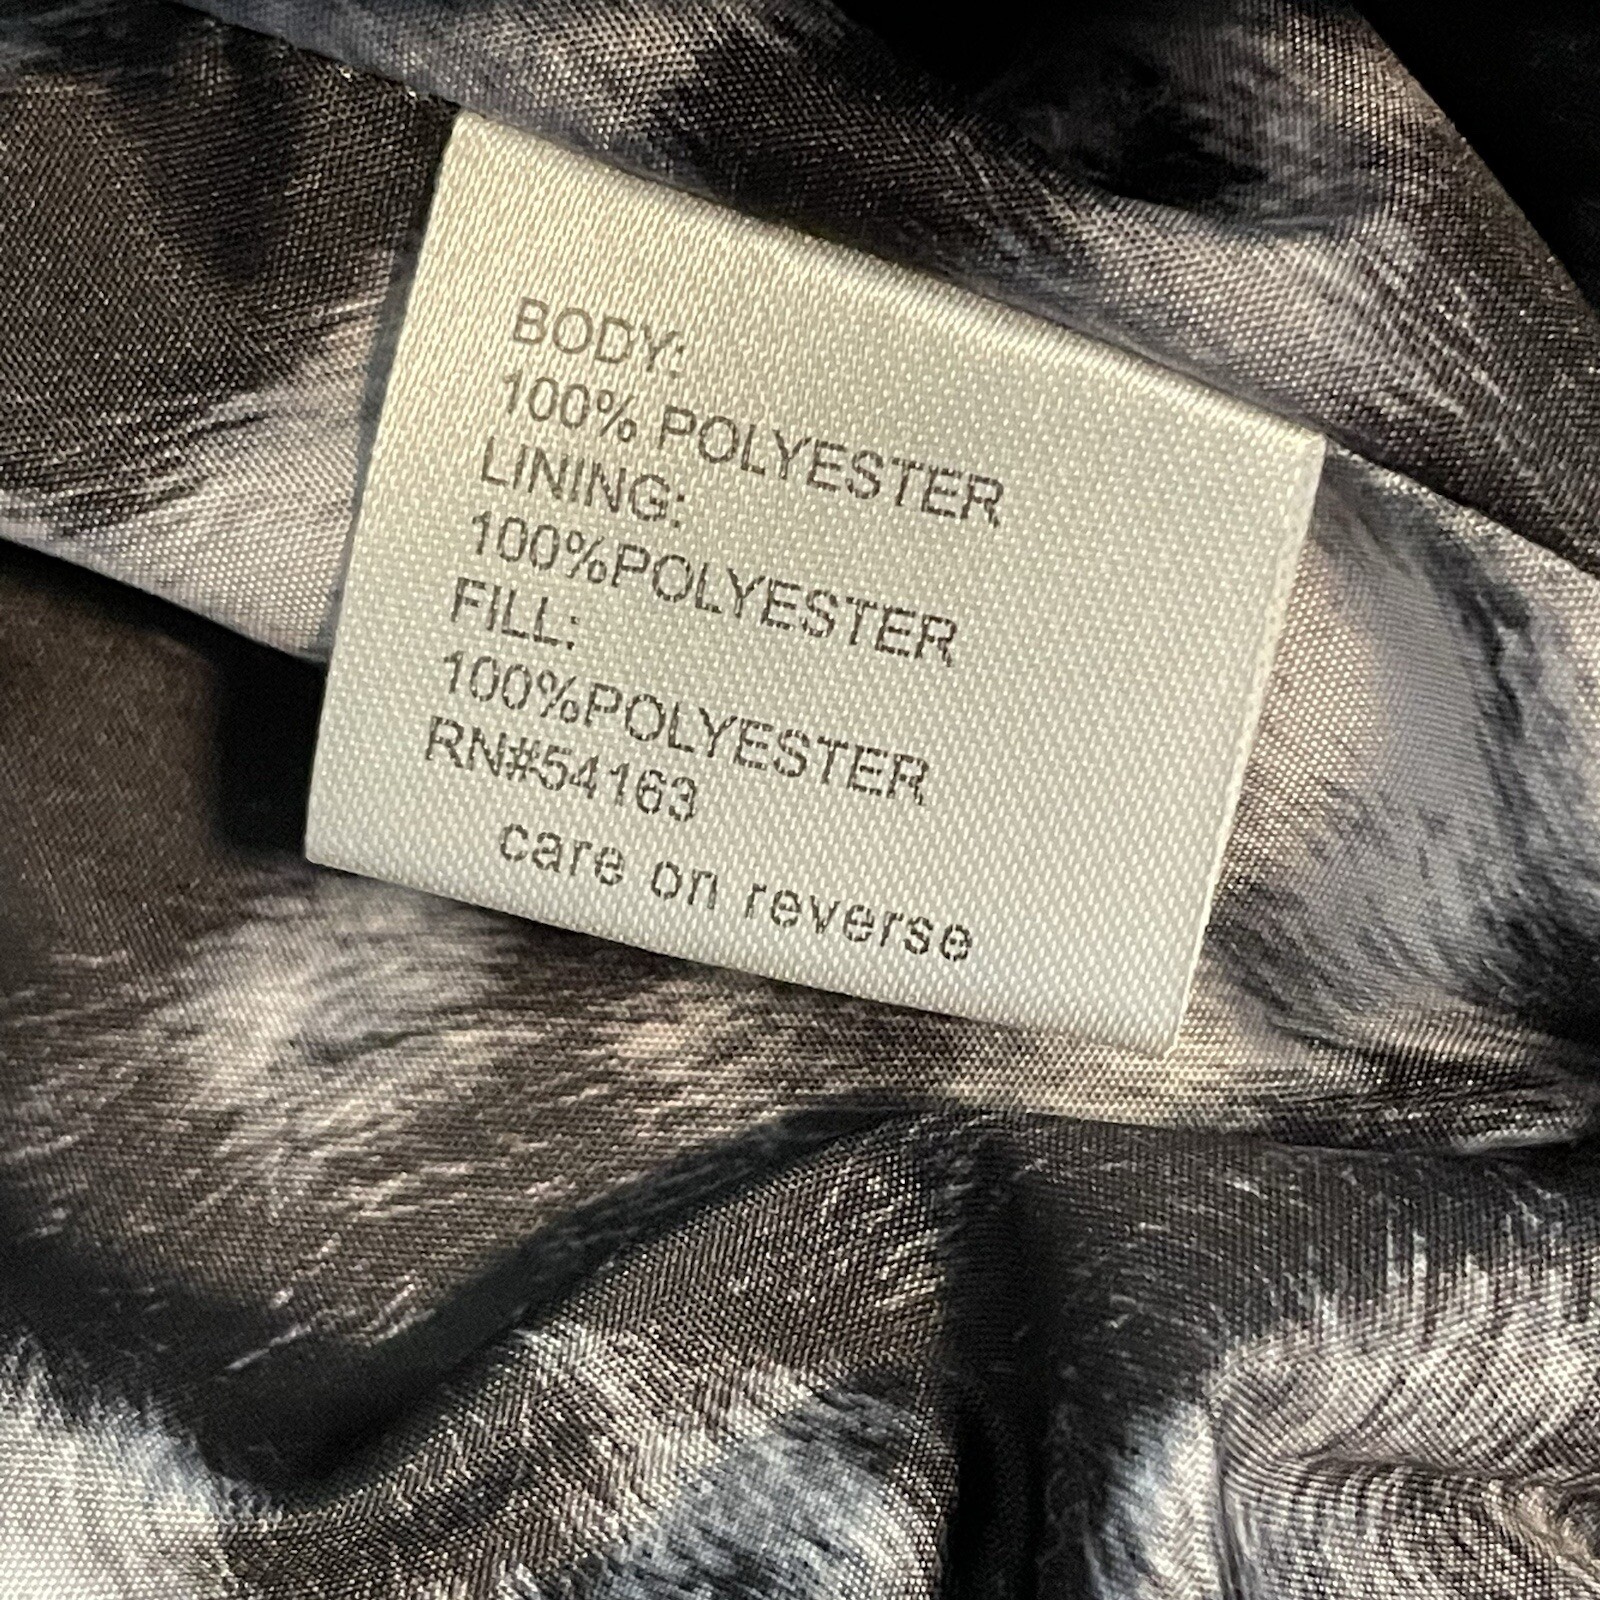 BODY:
100% POLYESTER
LINING:
100%POLYESTER
FILL:
100%POLYESTER
RN#54163
care on reverse